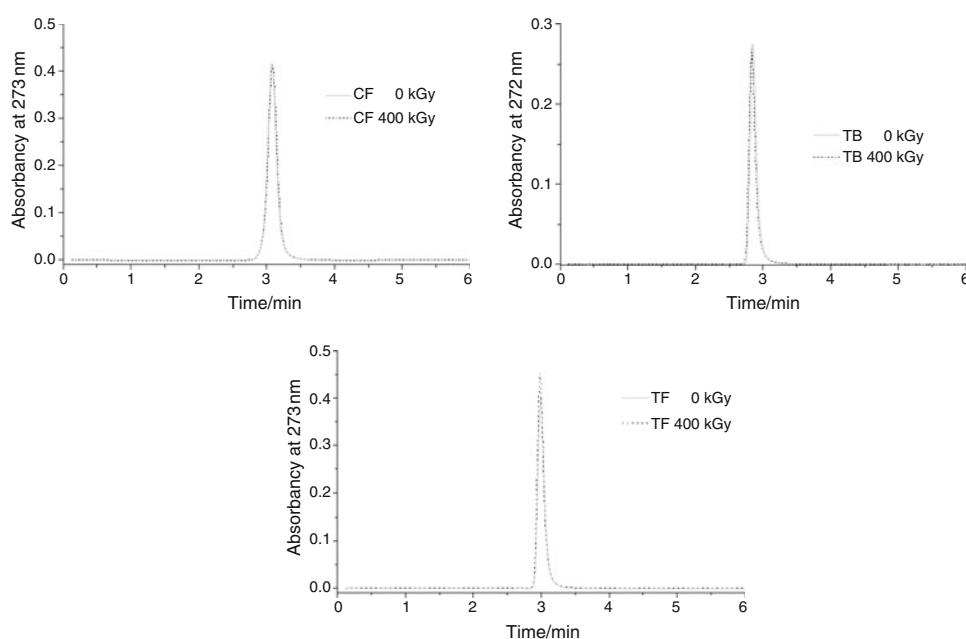 Absorbancy at 273 nm
0.5
0.4
0.3
0.2
0.1
0.0
CF 0 kGy
CF 400 kGy
0 1 2 3 4 5 6
Time/min
Absorbancy at 272 nm
0.3
0.2
0.1
0.0
TB 0 kGy
TB 400 kGy
0 1 2 3 4 5 6
Time/min
Absorbancy at 273 nm
0.5
0.4
0.3
0.2
0.1
0.0
TF 0 kGy
TF 400 kGy
0 1 2 3 4 5 6
Time/min